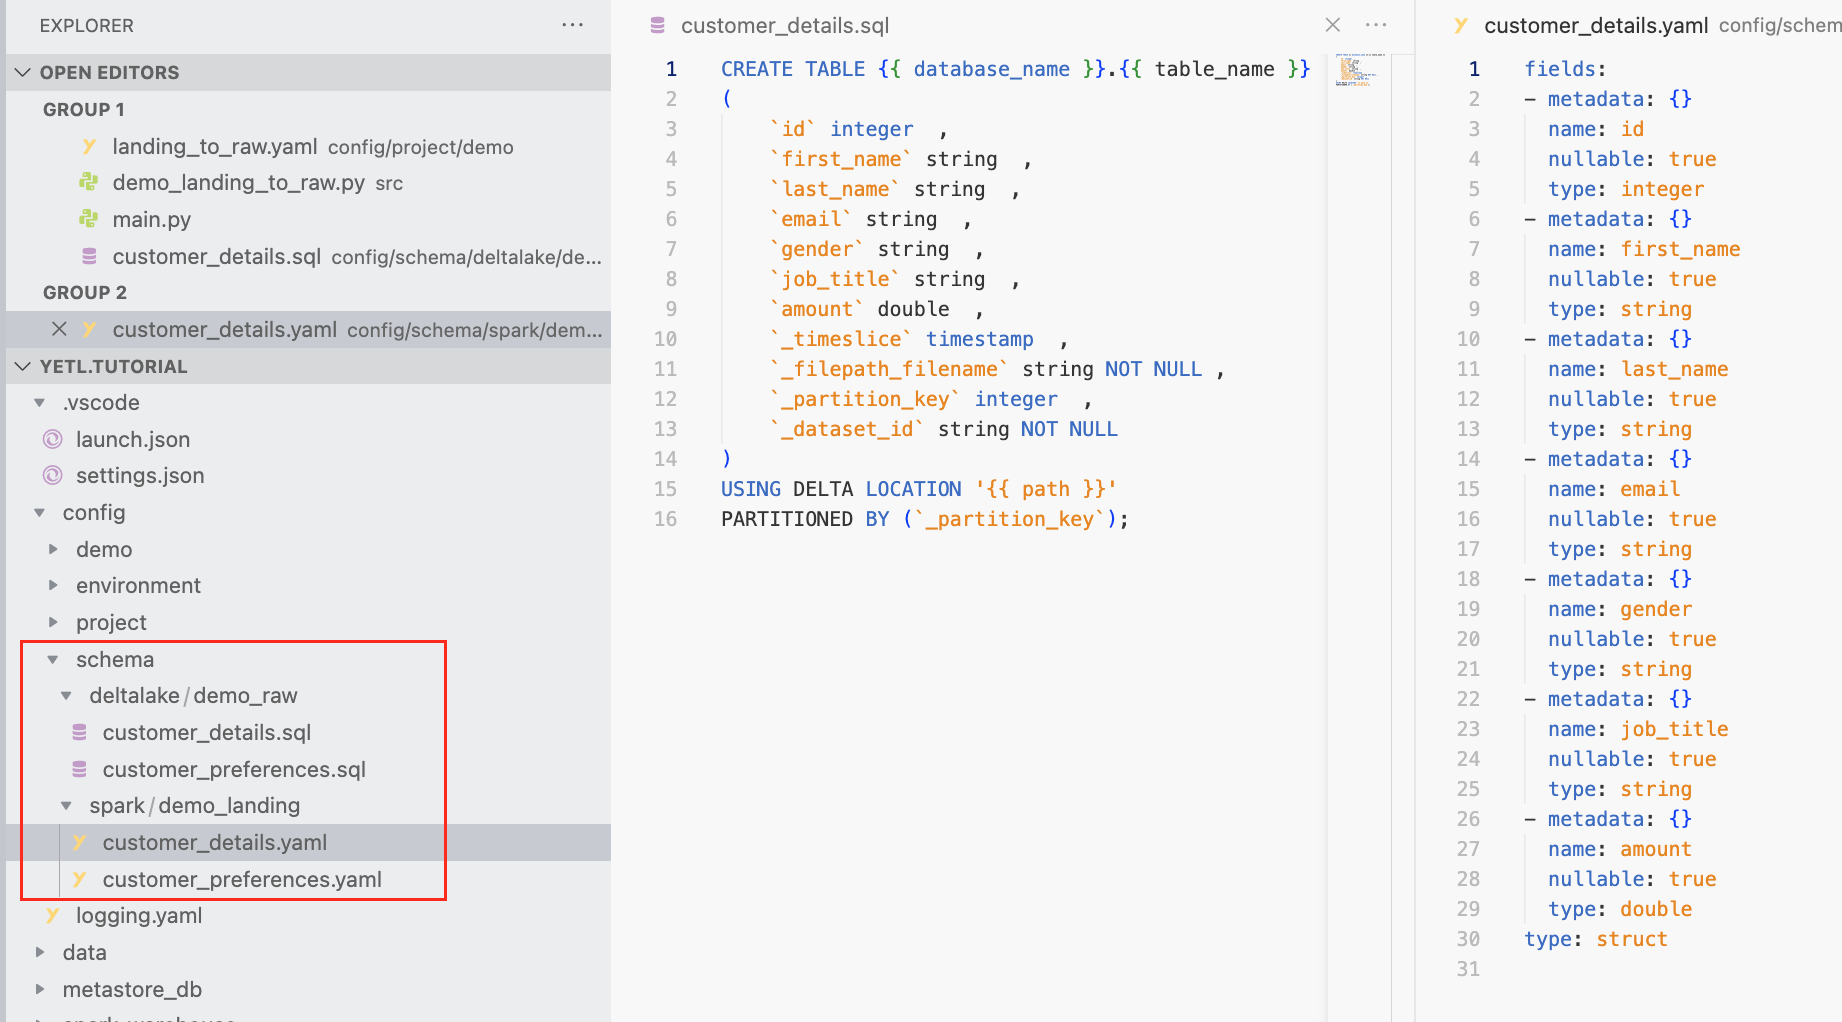 EXPLORER
OPEN EDITORS
GROUP 1
landing_to_raw.yaml config/project/demo
demo_landing_to_raw.py src
main.py
customer_details.sql config/schema/deltalake/de...
GROUP 2
customer_details.yaml config/schema/spark/dem...
YETL.TUTORIAL
.vscode
launch.json
settings.json
config
demo
environment
project
schema
deltalake/demo_raw
customer_details.sql
customer_preferences.sql
spark/demo_landing
customer_details.yaml
customer_preferences.yaml
logging.yaml
data
metastore_db
customer_details.sql
1 CREATE TABLE {{ database_name }}.{{ table_name }}
2 (
3 `id` integer ,
4 `first_name` string ,
5 `last_name` string ,
6 `email` string ,
7 `gender` string ,
8 `job_title` string ,
9 `amount` double ,
10 `_timeslice` timestamp ,
11 `_filepath_filename` string NOT NULL ,
12 `_partition_key` integer ,
13 `_dataset_id` string NOT NULL
14 )
15 USING DELTA LOCATION '{{ path }}'
16 PARTITIONED BY (`_partition_key`);
customer_details.yaml config/schem
1 fields:
2 - metadata: {}
3 name: id
4 nullable: true
5 type: integer
6 - metadata: {}
7 name: first_name
8 nullable: true
9 type: string
10 - metadata: {}
11 name: last_name
12 nullable: true
13 type: string
14 - metadata: {}
15 name: email
16 nullable: true
17 type: string
18 - metadata: {}
19 name: gender
20 nullable: true
21 type: string
22 - metadata: {}
23 name: job_title
24 nullable: true
25 type: string
26 - metadata: {}
27 name: amount
28 nullable: true
29 type: double
30 type: struct
31